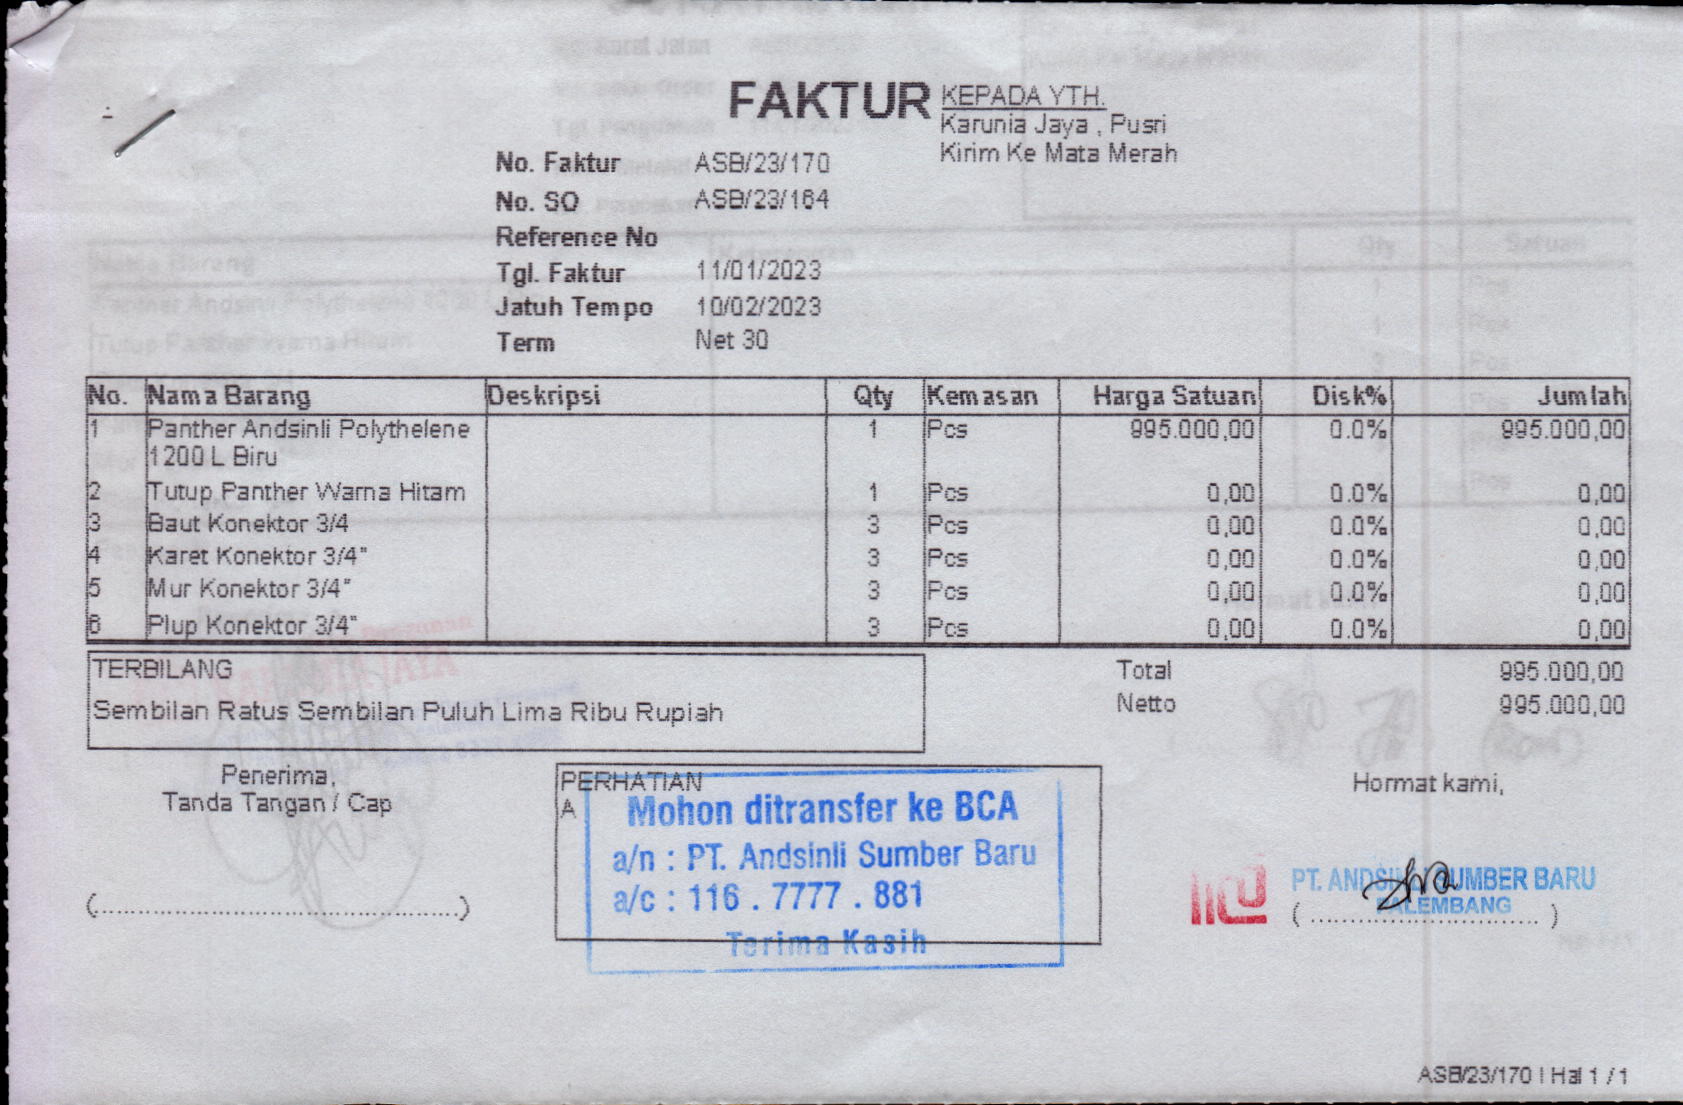 FAKTUR
KEPADA YTH.
Karunia Jaya , Pusri
Kirim Ke Mata Merah
No. Faktur ASB/23/170
No. SO ASB/23/164
Reference No
Tgl. Faktur 11/01/2023
Jatuh Tempo 10/02/2023
Term Net 30
No. Nama Barang Deskripsi Qty Kemasan Harga Satuan Disk% Jumlah
1 Panther Andsinli Polythelene 1 Pcs 995.000,00 0.0% 995.000,00
1200 L Biru
2 Tutup Panther Warna Hitam 1 Pcs 0,00 0.0% 0,00
3 Baut Konektor 3/4 3 Pcs 0,00 0.0% 0,00
4 Karet Konektor 3/4" 3 Pcs 0,00 0.0% 0,00
5 Mur Konektor 3/4" 3 Pcs 0,00 0.0% 0,00
6 Plup Konektor 3/4" 3 Pcs 0,00 0.0% 0,00
TERBILANG
Sembilan Ratus Sembilan Puluh Lima Ribu Rupiah
Total 995.000,00
Netto 995.000,00
Penerima,
Tanda Tangan / Cap
(..................................................)
PERHATIAN
A
Mohon ditransfer ke BCA
a/n : PT. Andsinli Sumber Baru
a/c : 116 . 7777 . 881
Terima Kasih
Hormat kami,
PT. ANDSINLI SUMBER BARU
PALEMBANG
(..................................)
ASB/23/170 | Hal 1 / 1